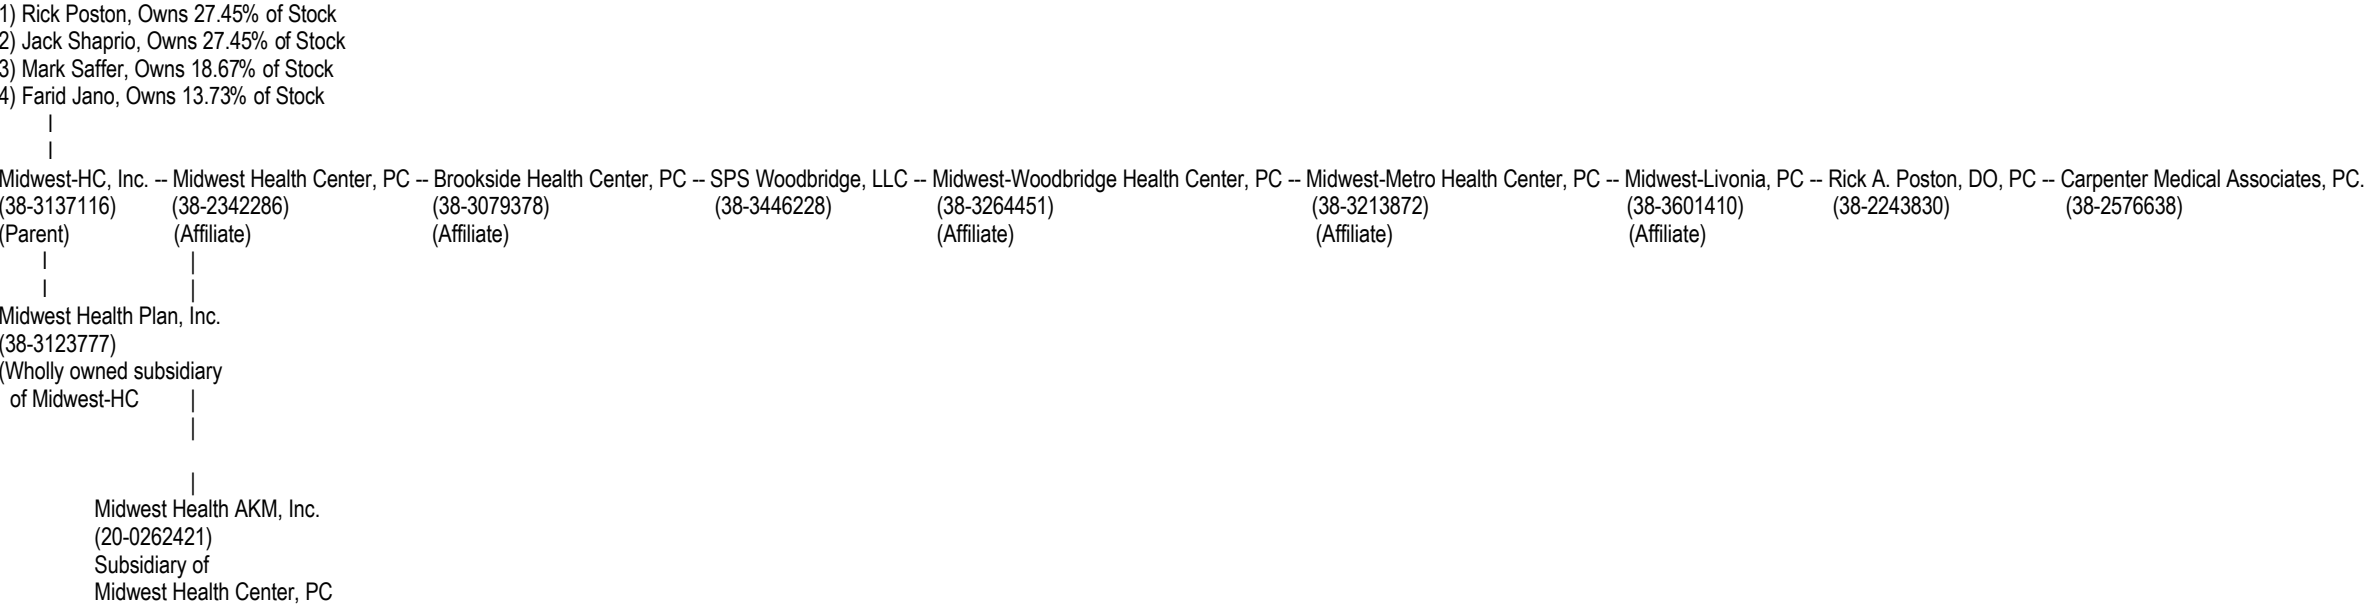 1) Rick Poston, Owns 27.45% of Stock
2) Jack Shaprio, Owns 27.45% of Stock
3) Mark Saffer, Owns 18.67% of Stock
4) Farid Jano, Owns 13.73% of Stock
Midwest-HC, Inc. -- Midwest Health Center, PC -- Brookside Health Center, PC -- SPS Woodbridge, LLC -- Midwest-Woodbridge Health Center, PC -- Midwest-Metro Health Center, PC -- Midwest-Livonia, PC -- Rick A. Poston, DO, PC -- Carpenter Medical Associates, PC.
(38-3137116) (38-2342286) (38-3079378) (38-3446228) (38-3264451) (38-3213872) (38-3601410) (38-2243830) (38-2576638)
(Parent) (Affiliate) (Affiliate) (Affiliate) (Affiliate) (Affiliate)
Midwest Health Plan, Inc.
(38-3123777)
(Wholly owned subsidiary
of Midwest-HC
Midwest Health AKM, Inc.
(20-0262421)
Subsidiary of
Midwest Health Center, PC